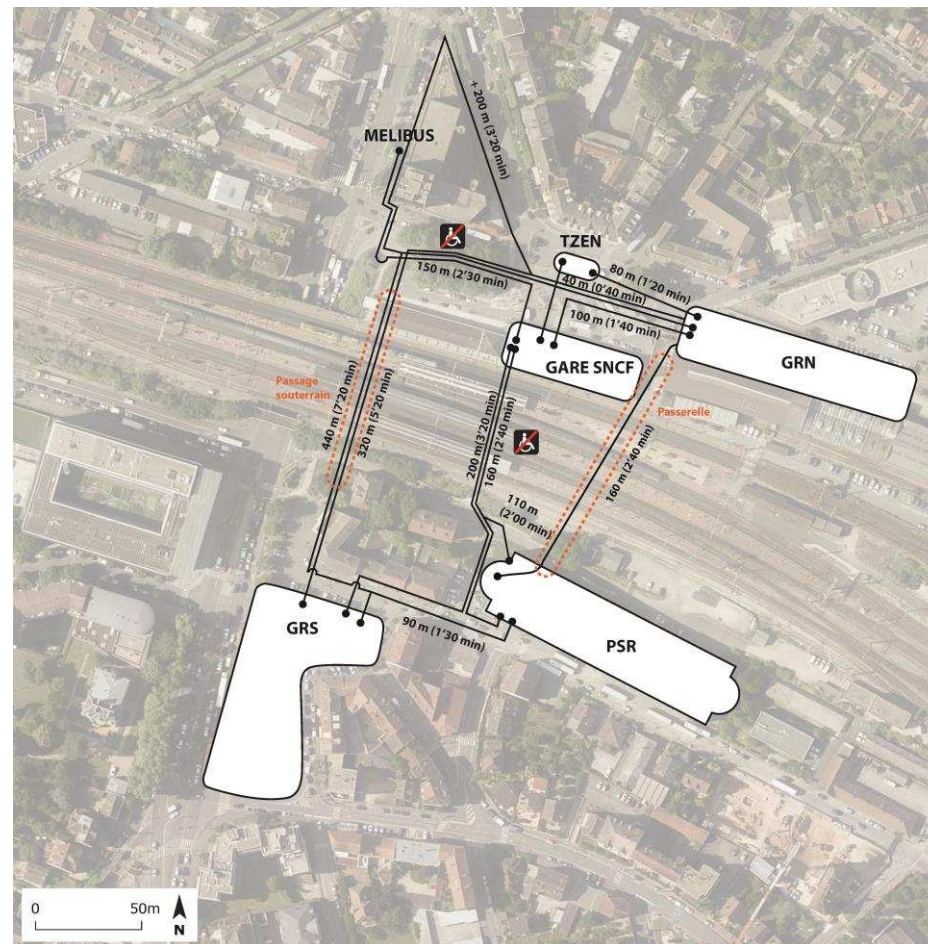 + 200 m (3'20 min)
MELIBUS
TZEN
150 m (2'30 min)
80 m (1'20 min)
40 m (0'40 min)
100 m (1'40 min)
GARE SNCF
GRN
Passage
souterrain
440 m (7'20 min)
320 m (5'20 min)
200 m(3'20 min)
160 m (2'40 min)
Passerelle
160 m (2'40 min)
110 m
(2'00 min)
GRS
90 m (1'30 min)
PSR
0 50m
N